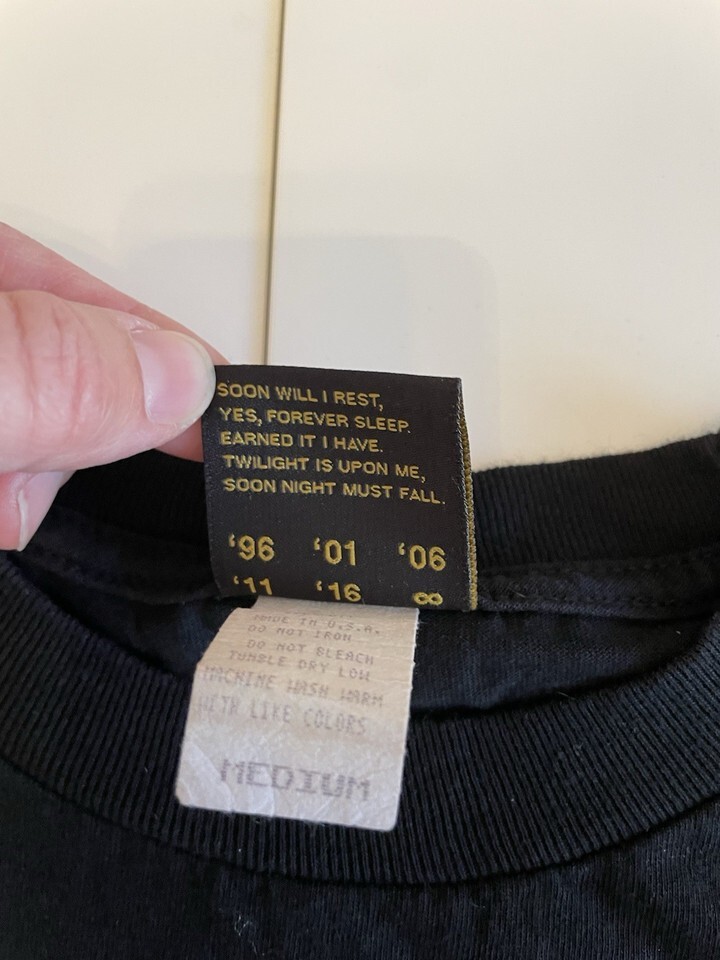 SOON WILL I REST,
YES, FOREVER SLEEP.
EARNED IT I HAVE.
TWILIGHT IS UPON ME,
SOON NIGHT MUST FALL.
‘96 ‘01 ‘06
‘11 ‘16 ∞
MADE IN U.S.A.
DO NOT IRON
DO NOT BLEACH
TUMBLE DRY LOW
MACHINE WASH WARM
WITH LIKE COLORS
MEDIUM